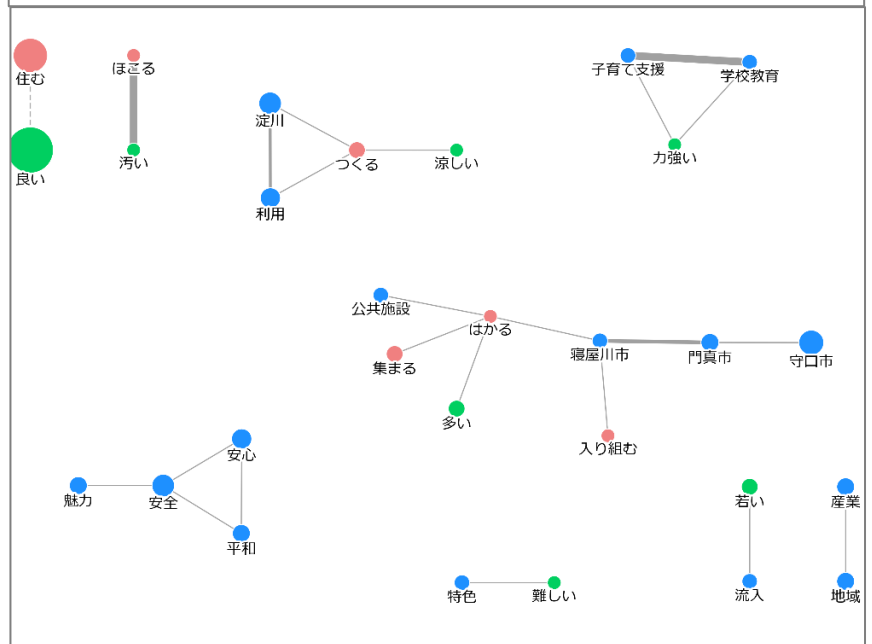 住む
ほこる
子育て支援
学校教育
淀川
つくる
涼しい
汚い
力強い
良い
利用
公共施設
はかる
寝屋川市
門真市
守口市
集まる
多い
入り組む
安心
魅力
安全
若い
産業
平和
特色
難しい
流入
地域